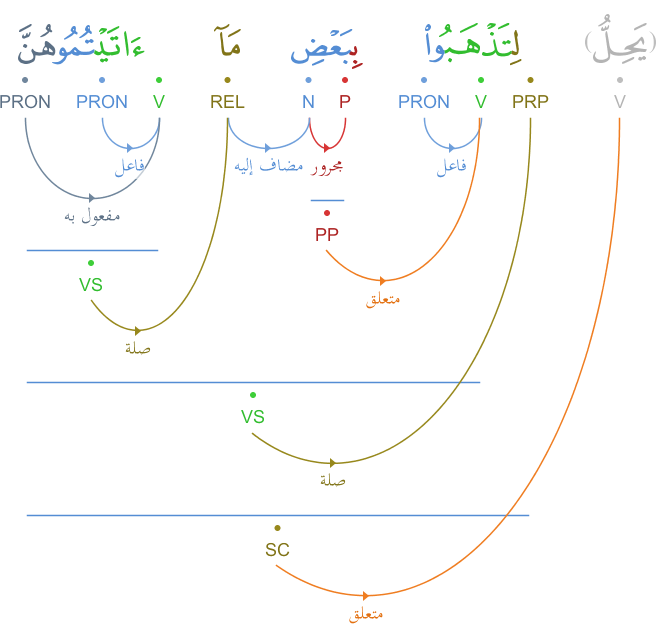 (يَحِلُّ) لِتَذْهَبُوا۟ بِبَعْضِ مَآ ءَاتَيْتُمُوهُنَّ
V PRP V PRON P N REL V PRON PRON
فاعل مجرور مضاف إليه فاعل
مفعول به
PP
VS
متعلق
صلة
VS
صلة
SC
متعلق